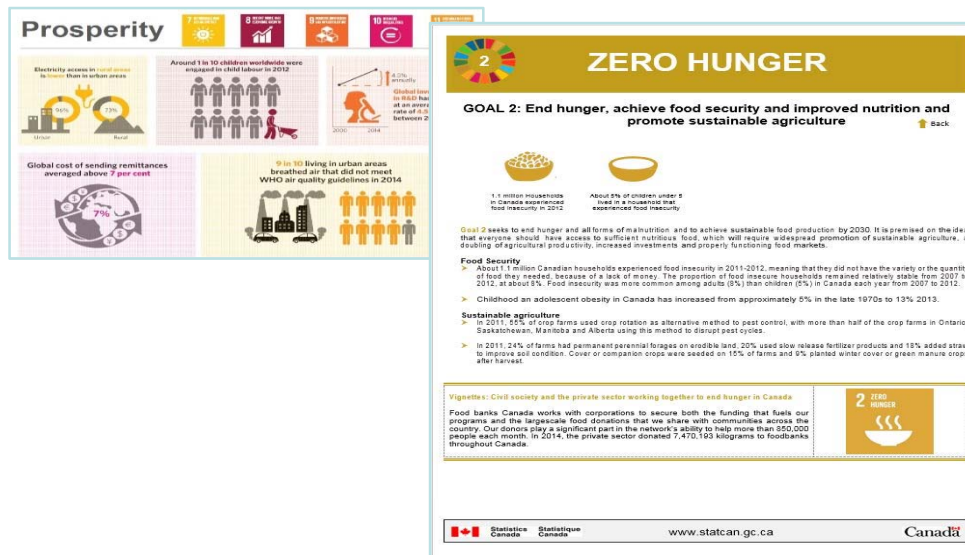 Prosperity
8
9
10
Electricity access in rural areas
is lower than in urban areas
96%
73%
Urban
Rural
Around 1 in 10 children worldwide were
engaged in child labour in 2012
4.3%
annually
Global
in R&D
at an
rate of 4.3
between
2000
2014
Global cost of sending remittances
averaged above 7 per cent
7%
9 in 10 living in urban areas
breathed air that did not meet
WHO air quality guidelines in 2014
2
ZERO HUNGER
GOAL 2: End hunger, achieve food security and improved nutrition and
promote sustainable agriculture
Back
1.1 million Households
in Canada experienced
food insecurity in 2012
About 5% of children under 5
lived in a household that
experienced food insecurity
Goal 2 seeks to end hunger and all forms of malnutrition and to achieve sustainable food production by 2030. It is premised on the
that everyone should have access to sufficient nutritious food, which will require widespread promotion of sustainable agriculture,
doubling of agricultural productivity, increased investments and properly functioning food markets.
Food Security
➤ About 1.1 million Canadian households experienced food insecurity in 2011-2012, meaning that they did not have the variety or the
of food they needed, because of a lack of money. The proportion of food insecure households remained relatively stable from 2007
2012, at about 8%. Food insecurity was more common among adults (8%) than children (5%) in Canada each year from 2007 to 2012.
➤ Childhood an adolescent obesity in Canada has increased from approximately 5% in the late 1970s to 13% 2013.
Sustainable agriculture
➤ In 2011, 55% of crop farms used crop rotation as alternative method to pest control, with more than half of the crop farms in
Saskatchewan, Manitoba and Alberta using this method to disrupt pest cycles.
➤ In 2011, 24% of farms had permanent perennial forages on erodible land, 20% used slow release fertilizer products and 18% added
to improve soil condition. Cover or companion crops were seeded on 15% of farms and 9% planted winter cover or green manure
after harvest.
Vignettes: Civil society and the private sector working together to end hunger in Canada
Food banks Canada works with corporations to secure both the funding that fuels our
programs and the largescale food donations that we share with communities across the
country. Our donors play a significant part in the network's ability to help more than 850,000
people each month. In 2014, the private sector donated 7,470,193 kilograms to foodbanks
throughout Canada.
2 ZERO
HUNGER
Statistics Statistique
Canada Canada
www.statcan.gc.ca
Canada